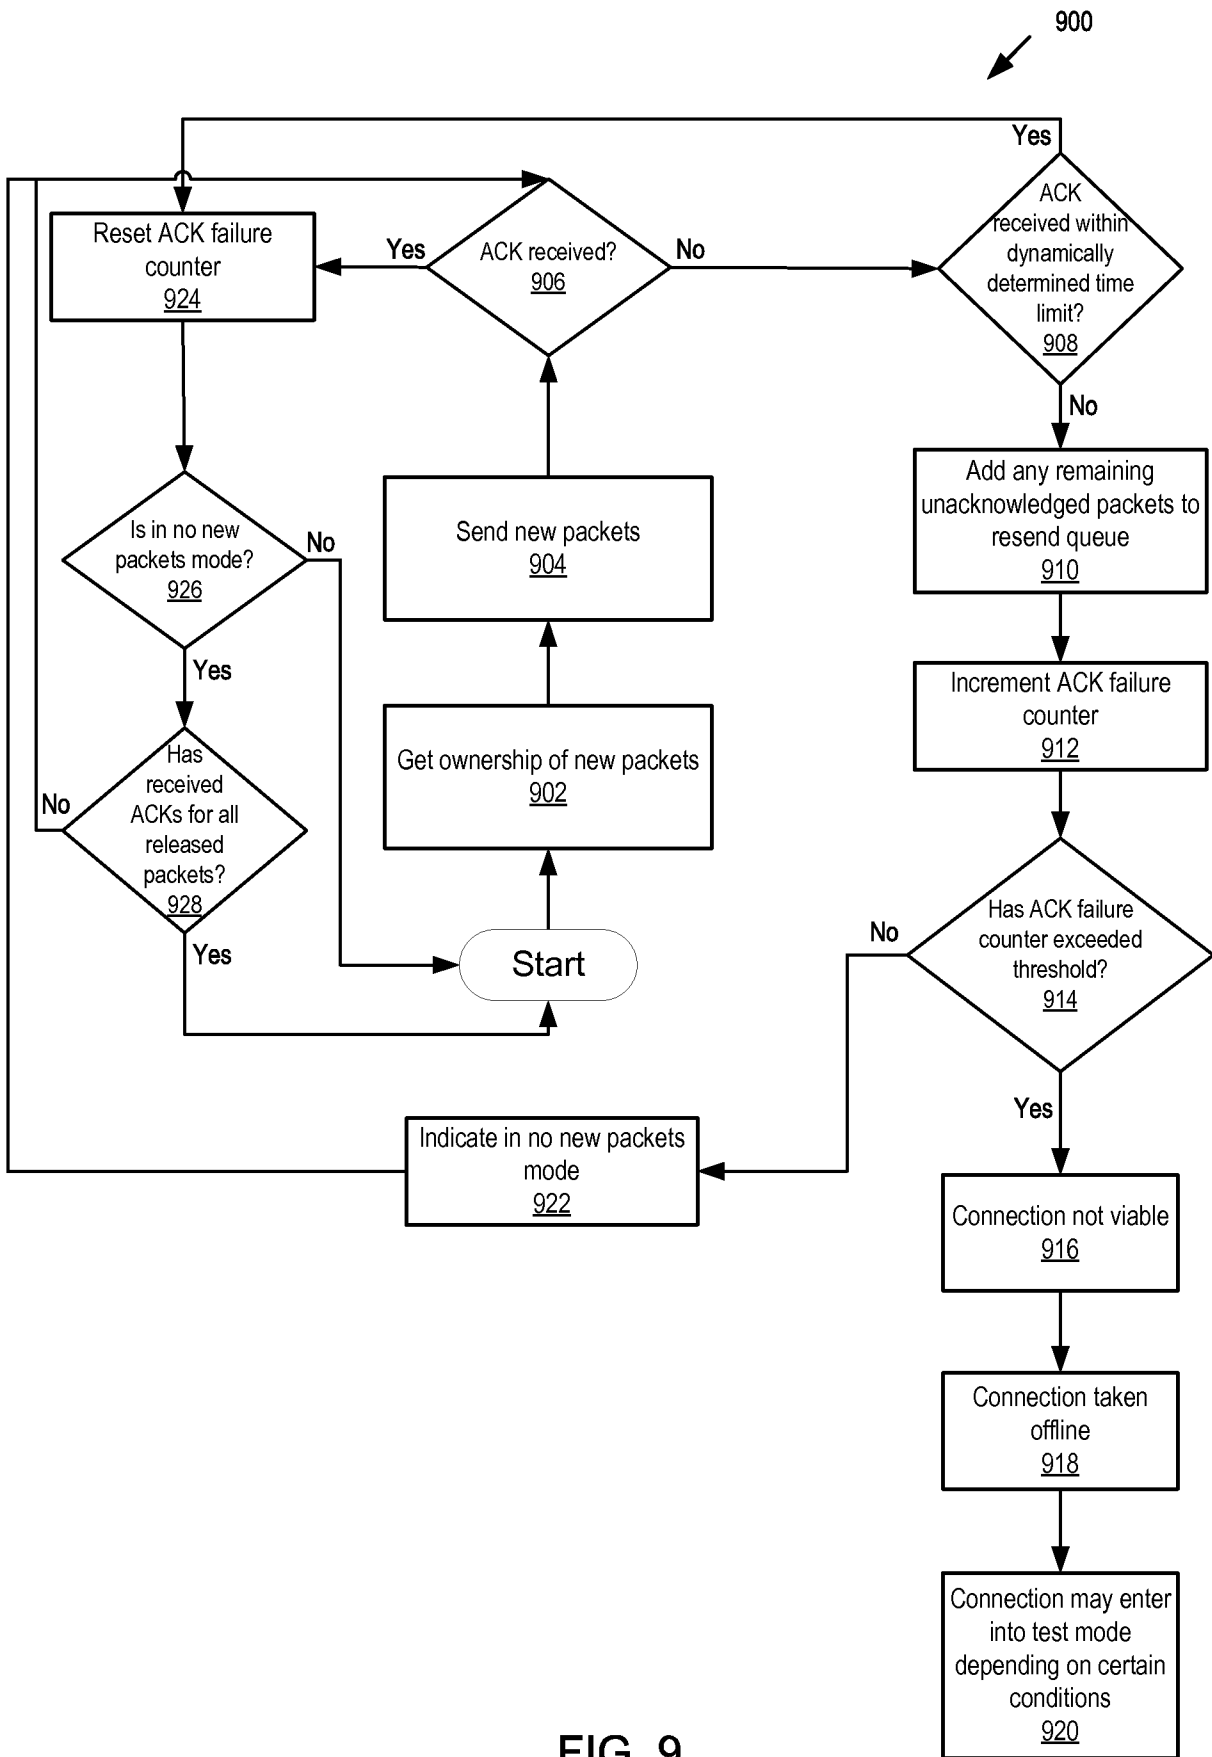 900
Yes
ACK
received within
dynamically
determined time
limit?
908
Reset ACK failure
counter
924
Yes
ACK received?
906
No
No
Add any remaining
unacknowledged packets to
resend queue
910
Is in no new
packets mode?
926
No
Yes
Send new packets
904
Increment ACK failure
counter
912
Get ownership of new packets
902
Has
received
ACKs for all
released
packets?
928
No
Yes
Start
Has ACK failure
counter exceeded
threshold?
914
No
Yes
Indicate in no new packets
mode
922
Connection not viable
916
Connection taken
offline
918
Connection may enter
into test mode
depending on certain
conditions
920
FIG. 9